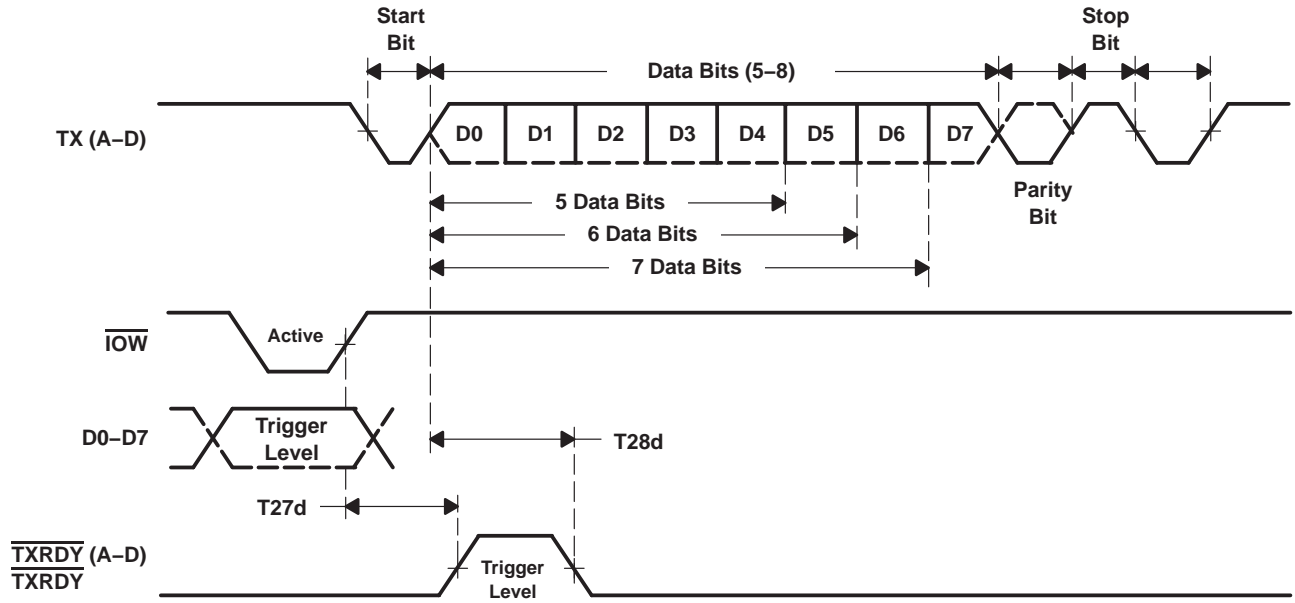 Start
Bit
Data Bits (5–8)
Stop
Bit
TX (A–D)
D0 D1 D2 D3 D4 D5 D6 D7
Parity
Bit
5 Data Bits
6 Data Bits
7 Data Bits
IOW
Active
D0–D7
Trigger
Level
T28d
T27d
TXRDY (A–D)
TXRDY
Trigger
Level